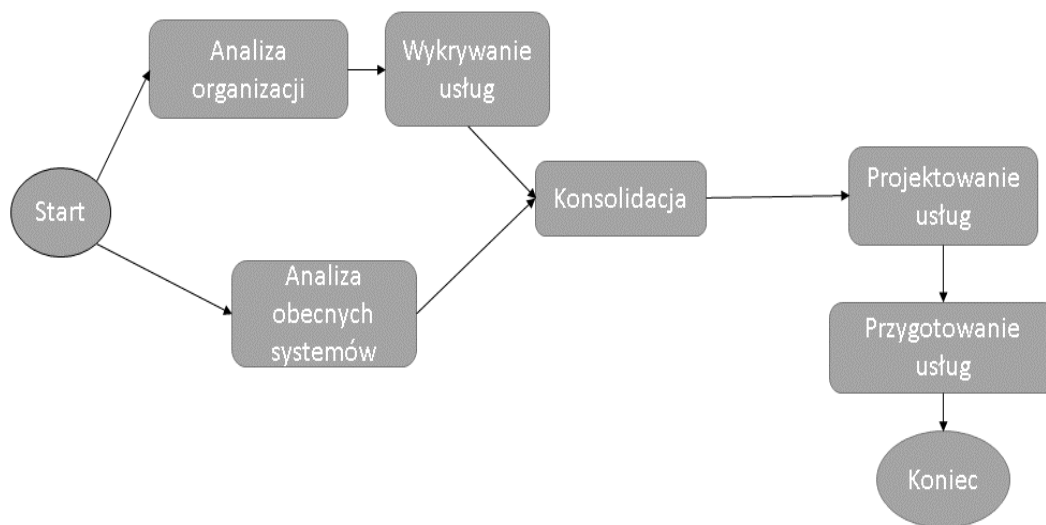 Analiza
organizacji
Wykrywanie
usług
Start
Konsolidacja
Projektowanie
usług
Analiza
obecnych
systemów
Przygotowanie
usług
Koniec